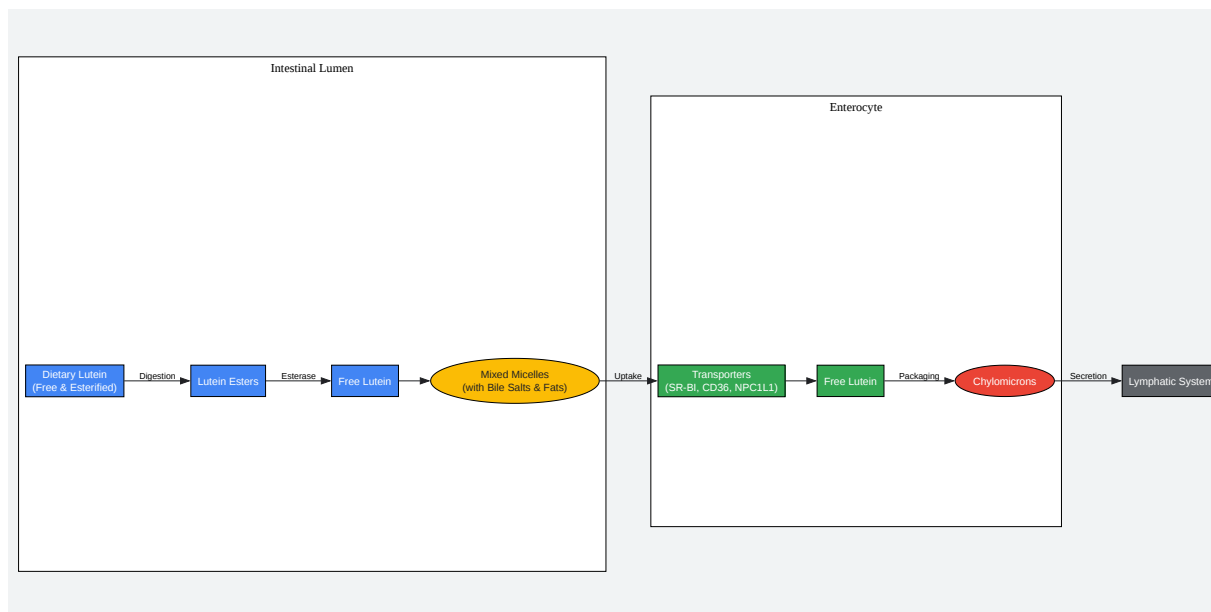 Intestinal Lumen
Enterocyte
Dietary Lutein
(Free & Esterified)
Digestion
Lutein Esters
Esterase
Free Lutein
Mixed Micelles
(with Bile Salts & Fats)
Uptake
Transporters
(SR-BI, CD36, NPC1L1)
Free Lutein
Packaging
Chylomicrons
Secretion
Lymphatic System